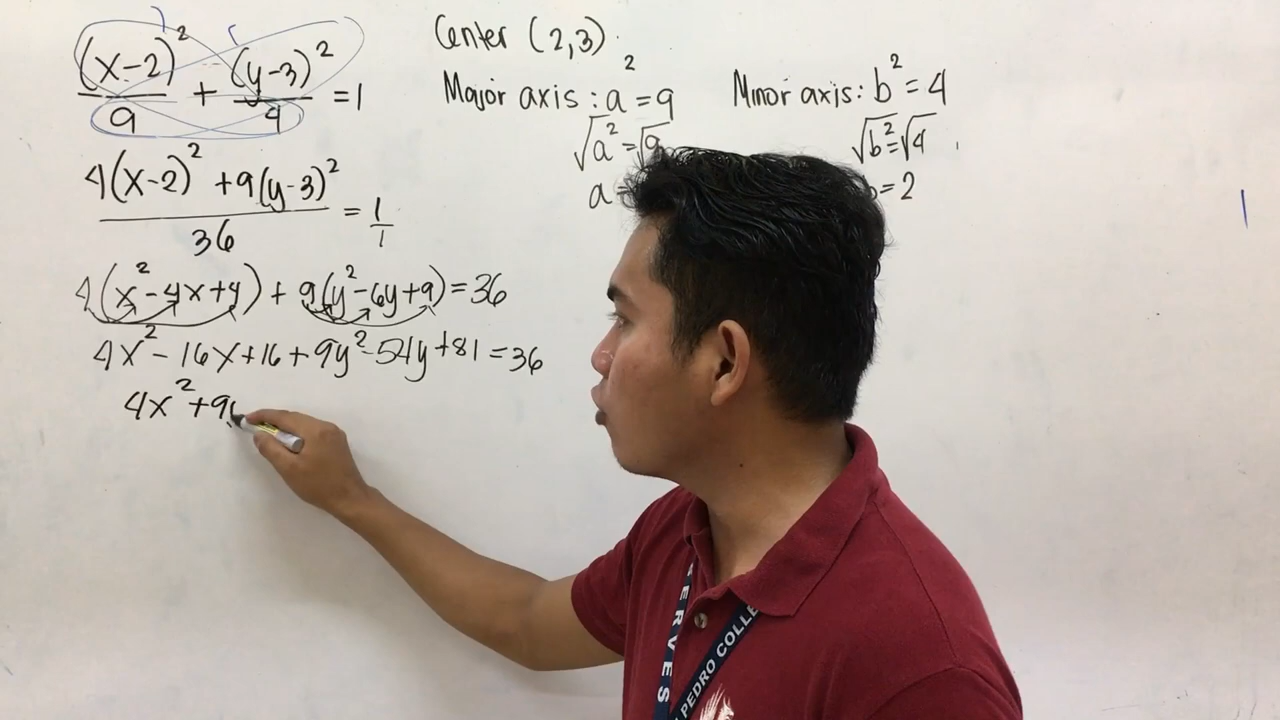 (x-2)² / 9 + (y-3)² / 4 = 1
4(x-2)² + 9(y-3)² / 36 = 1/1
4(x²-4x+4) + 9(y²-6y+9) = 36
4x² - 16x + 16 + 9y² - 54y + 81 = 36
4x² + 9
Center (2,3)
Major axis : a² = 9
√a² = √9
a =
Minor axis : b² = 4
√b² = √4
= 2
SERVES
PEDRO COLLE